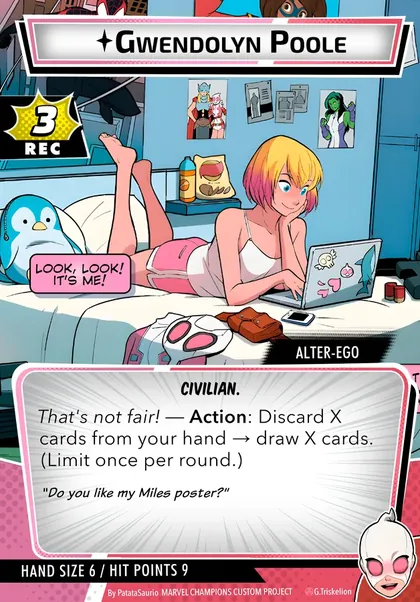 GWENDOLYN POOLE
3
REC
LOOK, LOOK!
IT'S ME!
ALTER-EGO
CIVILIAN.
That's not fair! — Action: Discard X
cards from your hand → draw X cards.
(Limit once per round.)
"Do you like my Miles poster?"
HAND SIZE 6 / HIT POINTS 9
By PatataSaurio MARVEL CHAMPIONS CUSTOM PROJECT
G.Triskelion